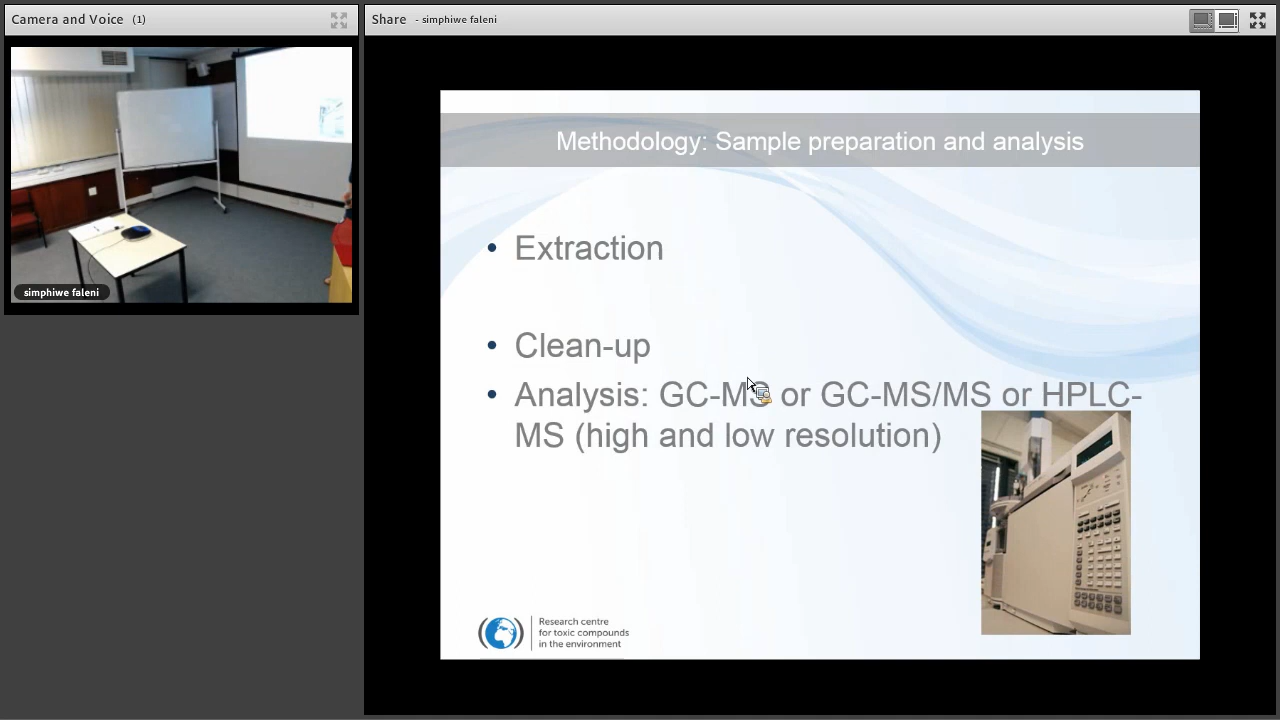 Camera and Voice (1)
Share - simphiwe faleni
simphiwe faleni
Methodology: Sample preparation and analysis
• Extraction
• Clean-up
• Analysis: GC-MS or GC-MS/MS or HPLC-
MS (high and low resolution)
Research centre
for toxic compounds
in the environment